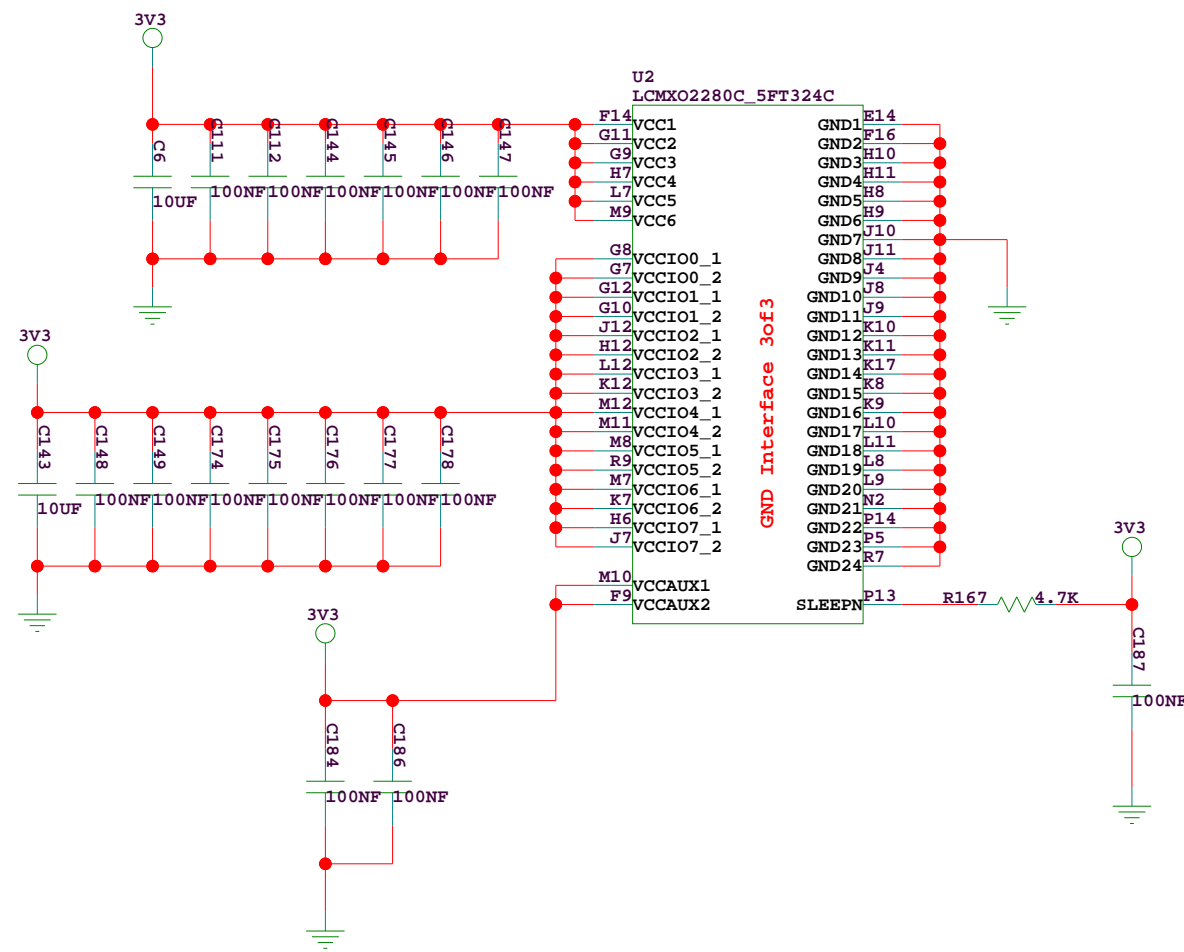 3V3
U2
LCMXO2280C_5FT324C
C6
C111
C112
C144
C145
C146
C147
10UF
100NF
100NF
100NF
100NF
100NF
100NF
F14 VCC1
G11 VCC2
G9 VCC3
H7 VCC4
L7 VCC5
M9 VCC6
G8 VCCIO0_1
G7 VCCIO0_2
G12 VCCIO1_1
G10 VCCIO1_2
J12 VCCIO2_1
H12 VCCIO2_2
L12 VCCIO3_1
K12 VCCIO3_2
M12 VCCIO4_1
M11 VCCIO4_2
M8 VCCIO5_1
R9 VCCIO5_2
M7 VCCIO6_1
K7 VCCIO6_2
H6 VCCIO7_1
J7 VCCIO7_2
M10 VCCAUX1
F9 VCCAUX2
GND Interface 3of3
GND1 E14
GND2 F16
GND3 H10
GND4 H11
GND5 H8
GND6 H9
GND7 J10
GND8 J11
GND9 J4
GND10 J8
GND11 J9
GND12 K10
GND13 K11
GND14 K17
GND15 K8
GND16 K9
GND17 L10
GND18 L11
GND19 L8
GND20 L9
GND21 N2
GND22 P14
GND23 P5
GND24 R7
SLEEPN P13
R167
4.7K
3V3
C187
100NF
3V3
C143
C148
C149
C174
C175
C176
C177
C178
10UF
100NF
100NF
100NF
100NF
100NF
100NF
100NF
3V3
C184
C186
100NF
100NF